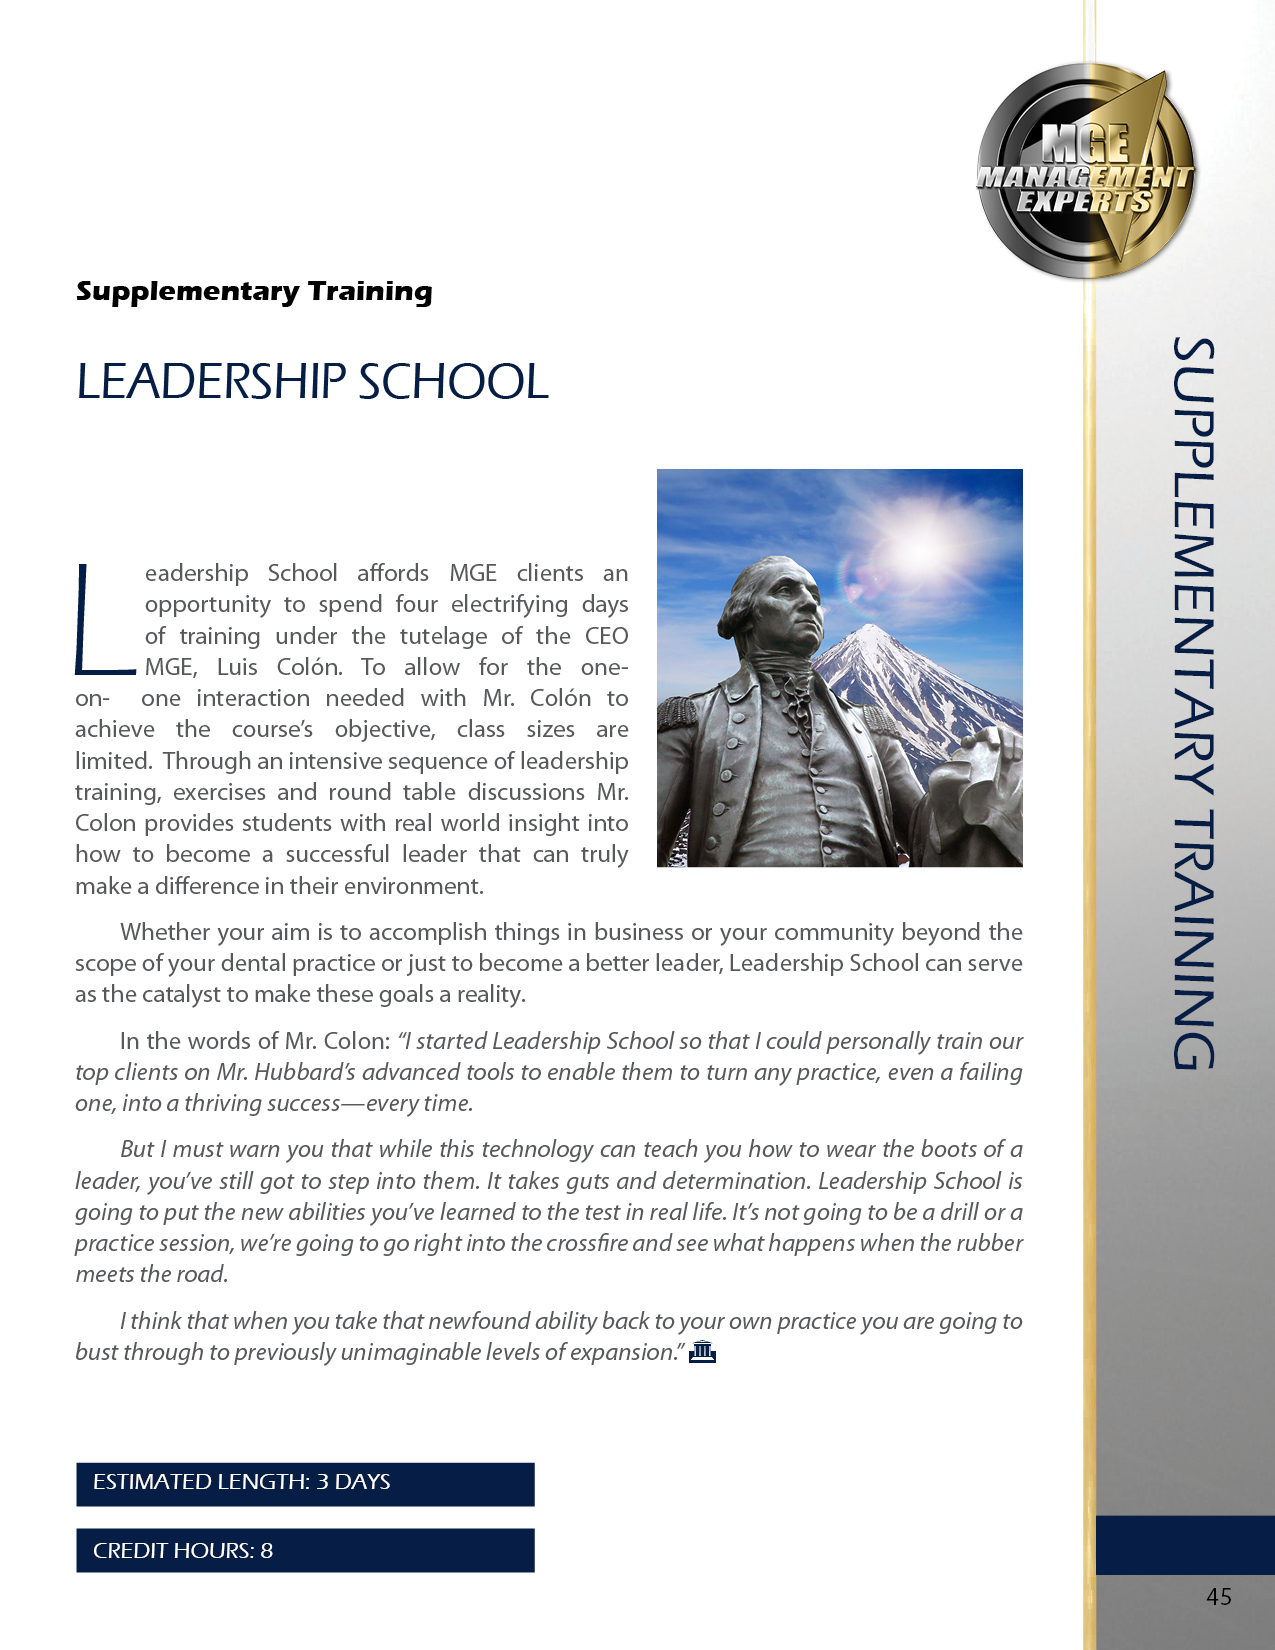 MGE
MANAGEMENT
EXPERTS
Supplementary Training
LEADERSHIP SCHOOL
Leadership School affords MGE clients an
opportunity to spend four electrifying days
of training under the tutelage of the CEO
MGE, Luis Colón. To allow for the one-
on- one interaction needed with Mr. Colón to
achieve the course’s objective, class sizes are
limited. Through an intensive sequence of leadership
training, exercises and round table discussions Mr.
Colon provides students with real world insight into
how to become a successful leader that can truly
make a difference in their environment.
Whether your aim is to accomplish things in business or your community beyond the
scope of your dental practice or just to become a better leader, Leadership School can serve
as the catalyst to make these goals a reality.
In the words of Mr. Colon: “I started Leadership School so that I could personally train our
top clients on Mr. Hubbard’s advanced tools to enable them to turn any practice, even a failing
one, into a thriving success—every time.
But I must warn you that while this technology can teach you how to wear the boots of a
leader, you’ve still got to step into them. It takes guts and determination. Leadership School is
going to put the new abilities you’ve learned to the test in real life. It’s not going to be a drill or a
practice session, we’re going to go right into the crossfire and see what happens when the rubber
meets the road.
I think that when you take that newfound ability back to your own practice you are going to
bust through to previously unimaginable levels of expansion.”
ESTIMATED LENGTH: 3 DAYS
CREDIT HOURS: 8
SUPPLEMENTARY TRAINING
45